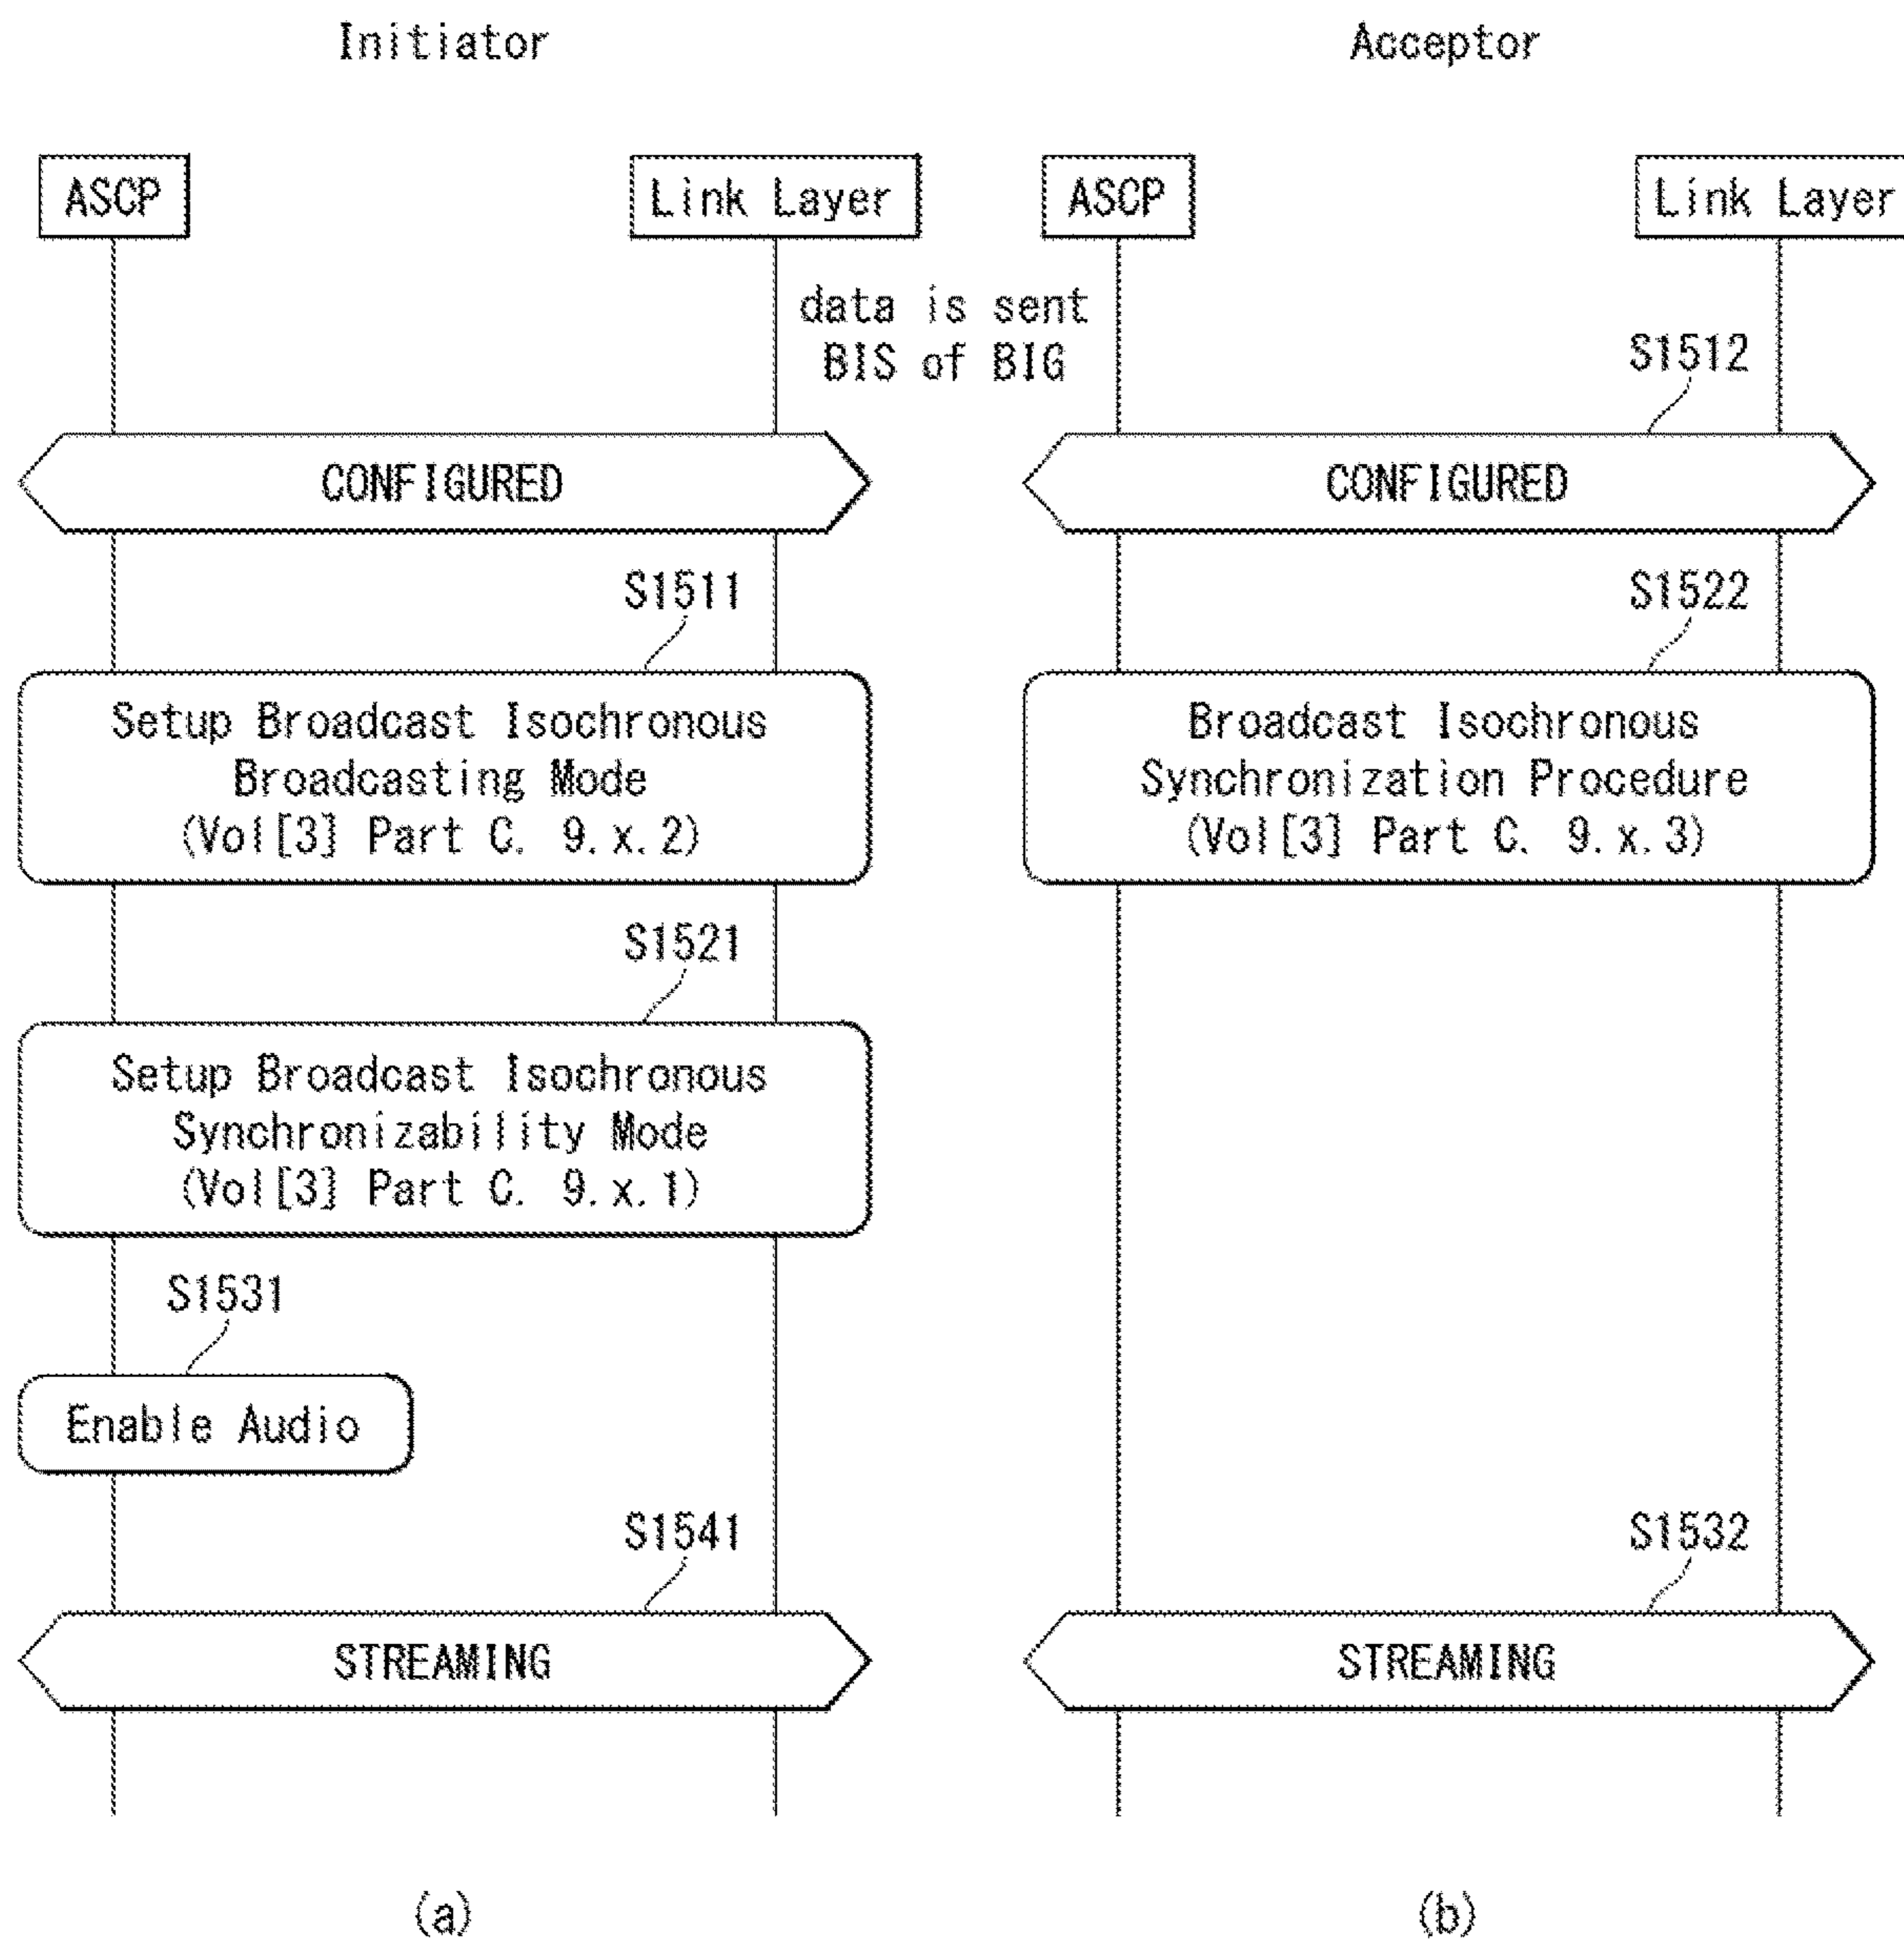 Initiator
Acceptor
ASCP
Link Layer
ASCP
Link Layer
data is sent
BIS of BIG
S1512
CONFIGURED
CONFIGURED
S1511
S1522
Setup Broadcast Isochronous
Broadcasting Mode
(Vol[3] Part C. 9.x.2)
Broadcast Isochronous
Synchronization Procedure
(Vol[3] Part C. 9.x.3)
S1521
Setup Broadcast Isochronous
Synchronizability Mode
(Vol[3] Part C. 9.x.1)
S1531
Enable Audio
S1541
S1532
STREAMING
STREAMING
(a)
(b)